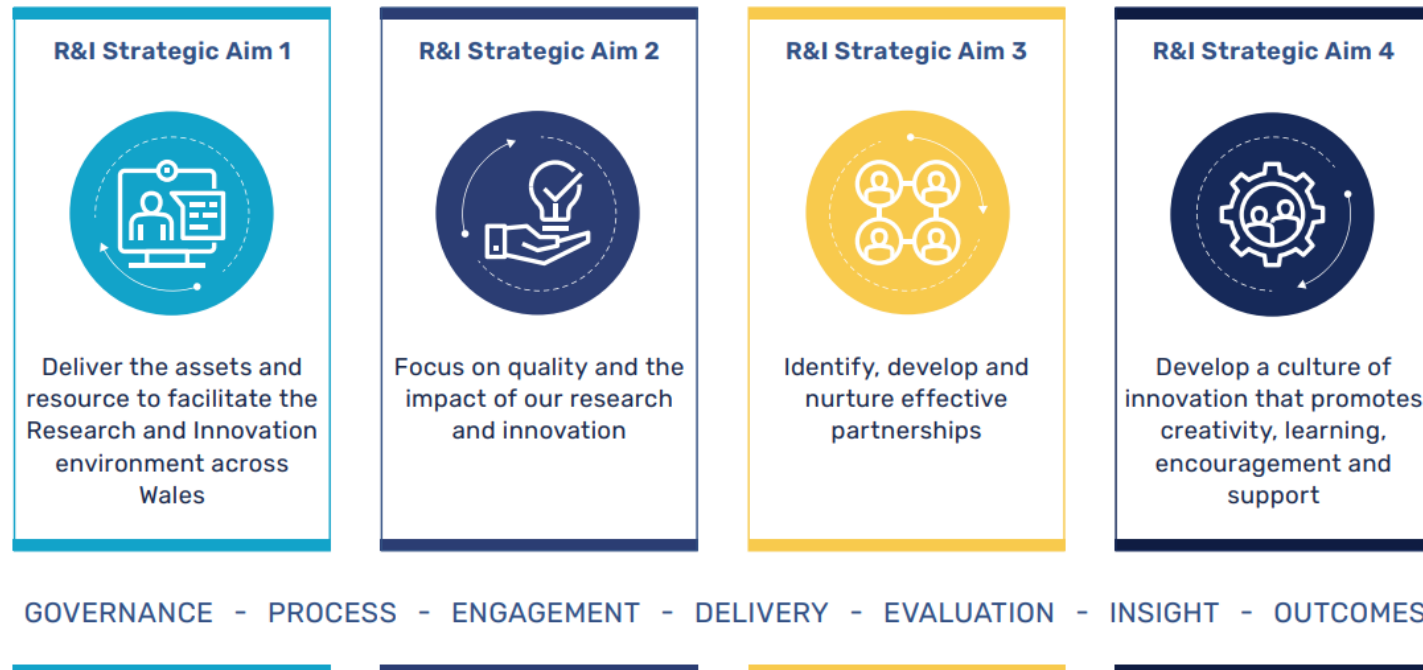 R&I Strategic Aim 1
Deliver the assets and
resource to facilitate the
Research and Innovation
environment across
Wales
R&I Strategic Aim 2
Focus on quality and the
impact of our research
and innovation
R&I Strategic Aim 3
Identify, develop and
nurture effective
partnerships
R&I Strategic Aim 4
Develop a culture of
innovation that promotes
creativity, learning,
encouragement and
support
GOVERNANCE - PROCESS - ENGAGEMENT - DELIVERY - EVALUATION - INSIGHT - OUTCOMES